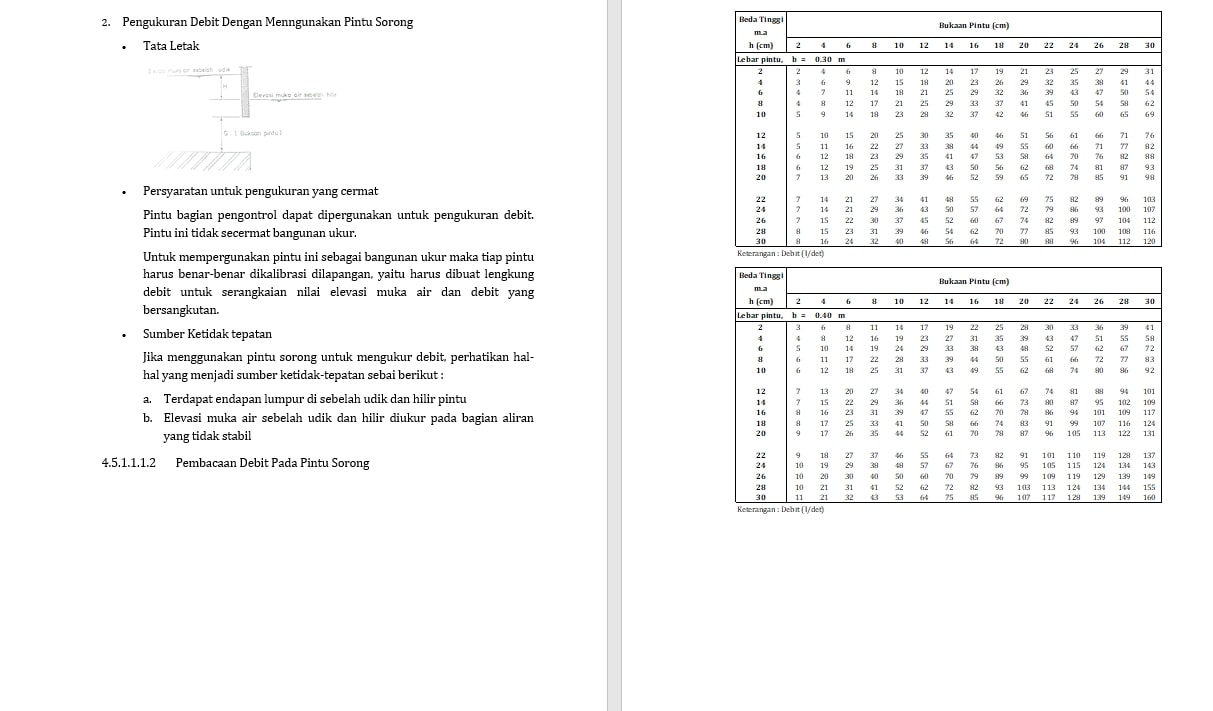 2. Pengukuran Debit Dengan Menngunakan Pintu Sorong
• Tata Letak
sebelah udik
H
Elevasi muka air sebelah hilir
G ( Bukaan pintu )
• Persyaratan untuk pengukuran yang cermat
Pintu bagian pengontrol dapat dipergunakan untuk pengukuran debit.
Pintu ini tidak secermat bangunan ukur.
Untuk mempergunakan pintu ini sebagai bangunan ukur maka tiap pintu
harus benar-benar dikalibrasi dilapangan, yaitu harus dibuat lengkung
debit untuk serangkaian nilai elevasi muka air dan debit yang
bersangkutan.
• Sumber Ketidak tepatan
Jika menggunakan pintu sorong untuk mengukur debit, perhatikan hal-
hal yang menjadi sumber ketidak-tepatan sebai berikut :
a. Terdapat endapan lumpur di sebelah udik dan hilir pintu
b. Elevasi muka air sebelah udik dan hilir diukur pada bagian aliran
yang tidak stabil
4.5.1.1.1.2 Pembacaan Debit Pada Pintu Sorong
Beda Tinggi
m.a
Bukaan Pintu (cm)
h (cm) 2 4 6 8 10 12 14 16 18 20 22 24 26 28 30
Lebar pintu, b = 0.30 m
2 2 4 6 8 10 12 14 17 19 21 23 25 27 29 31
4 3 6 9 12 15 18 20 23 26 29 32 35 38 41 44
6 4 7 11 14 18 21 25 29 32 36 39 43 47 50 54
8 4 8 12 17 21 25 29 33 37 41 45 50 54 58 62
10 5 9 14 18 23 28 32 37 42 46 51 55 60 65 69
12 5 10 15 20 25 30 35 40 46 51 56 61 66 71 76
14 5 11 16 22 27 33 38 44 49 55 60 66 71 77 82
16 6 12 18 23 29 35 41 47 53 58 64 70 76 82 88
18 6 12 19 25 31 37 43 50 56 62 68 74 81 87 93
20 7 13 20 26 33 39 46 52 59 65 72 78 85 91 98
22 7 14 21 27 34 41 48 55 62 69 75 82 89 96 103
24 7 14 21 29 36 43 50 57 64 72 79 86 93 100 107
26 7 15 22 30 37 45 52 60 67 74 82 89 97 104 112
28 8 15 23 31 39 46 54 62 70 77 85 93 100 108 116
30 8 16 24 32 40 48 56 64 72 80 88 96 104 112 120
Keterangan : Debit (l/det)
Beda Tinggi
m.a
Bukaan Pintu (cm)
h (cm) 2 4 6 8 10 12 14 16 18 20 22 24 26 28 30
Lebar pintu, b = 0.40 m
2 3 6 8 11 14 17 19 22 25 28 30 33 36 39 41
4 4 8 12 16 19 23 27 31 35 39 43 47 51 55 58
6 5 10 14 19 24 29 33 38 43 48 52 57 62 67 72
8 6 11 17 22 28 33 39 44 50 55 61 66 72 77 83
10 6 12 18 25 31 37 43 49 55 62 68 74 80 86 92
12 7 13 20 27 34 40 47 54 61 67 74 81 88 94 101
14 7 15 22 29 36 44 51 58 66 73 80 87 95 102 109
16 8 16 23 31 39 47 55 62 70 78 86 94 101 109 117
18 8 17 25 33 41 50 58 66 74 83 91 99 107 116 124
20 9 17 26 35 44 52 61 70 78 87 96 105 113 122 131
22 9 18 27 37 46 55 64 73 82 91 101 110 119 128 137
24 10 19 29 38 48 57 67 76 86 95 105 115 124 134 143
26 10 20 30 40 50 60 70 79 89 99 109 119 129 139 149
28 10 21 31 41 52 62 72 82 93 103 113 124 134 144 155
30 11 21 32 43 53 64 75 85 96 107 117 128 139 149 160
Keterangan : Debit (l/det)